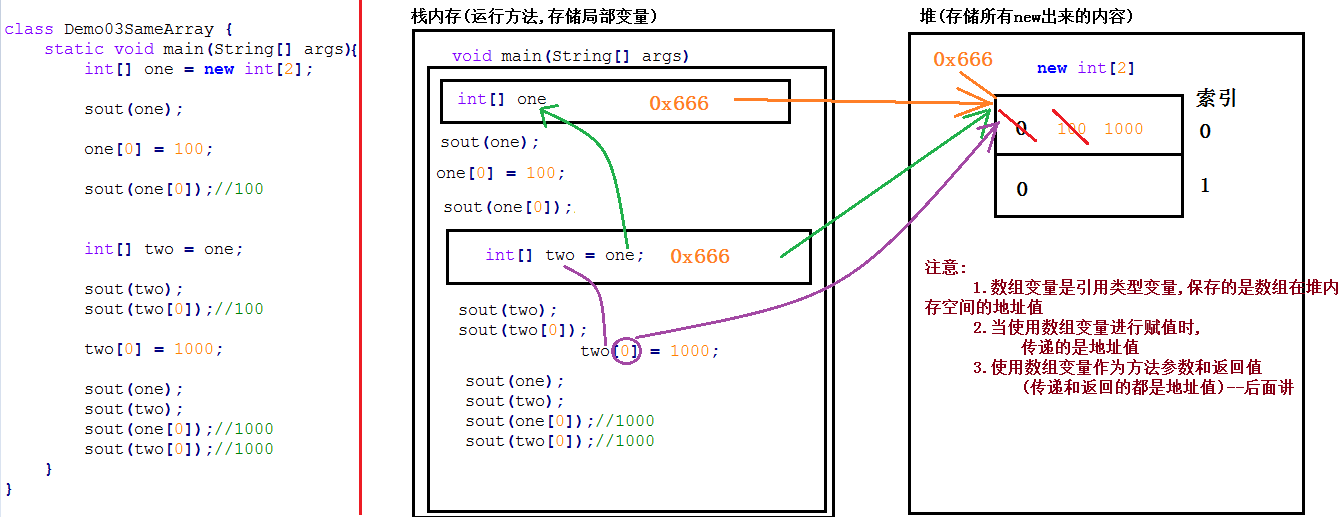 class Demo03SameArray {
static void main(String[] args){
int[] one = new int[2];
sout(one);
one[0] = 100;
sout(one[0]);//100
int[] two = one;
sout(two);
sout(two[0]);//100
two[0] = 1000;
sout(one);
sout(two);
sout(one[0]);//1000
sout(two[0]);//1000
}
}
栈内存(运行方法,存储局部变量)
void main(String[] args)
int[] one
0x666
sout(one);
one[0] = 100;
sout(one[0]);
int[] two = one;
0x666
sout(two);
sout(two[0]);
two[0] = 1000;
sout(one);
sout(two);
sout(one[0]);//1000
sout(two[0]);//1000
堆(存储所有new出来的内容)
0x666
new int[2]
索引
0 100 1000
0
0
1
注意:
1.数组变量是引用类型变量,保存的是数组在堆内
存空间的地址值
2.当使用数组变量进行赋值时,
传递的是地址值
3.使用数组变量作为方法参数和返回值
(传递和返回的都是地址值)--后面讲